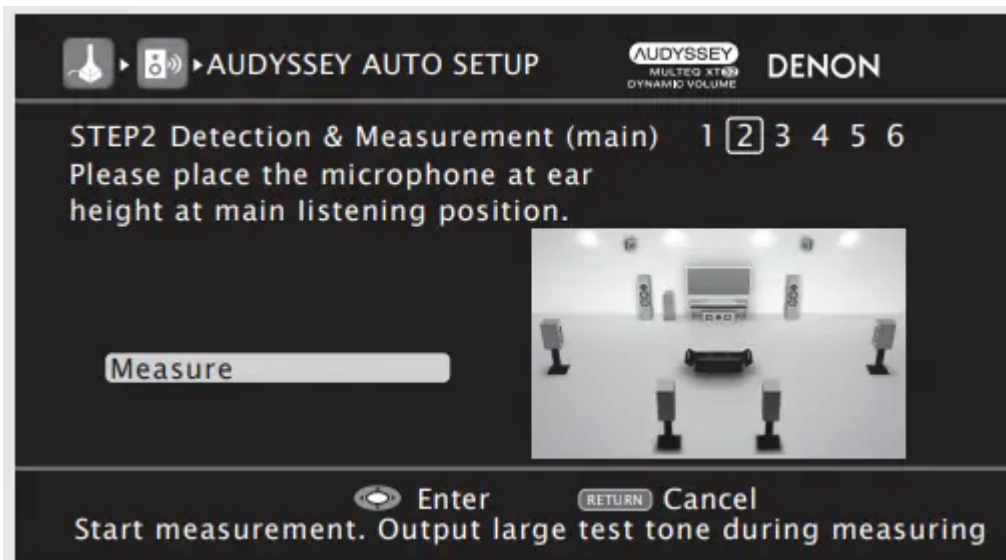 AUDYSSEY AUTO SETUP
AUDYSSEY
MULTEQ XT32
DYNAMIC VOLUME
DENON
STEP2 Detection & Measurement (main) 1 2 3 4 5 6
Please place the microphone at ear
height at main listening position.
Measure
Enter RETURN Cancel
Start measurement. Output large test tone during measuring